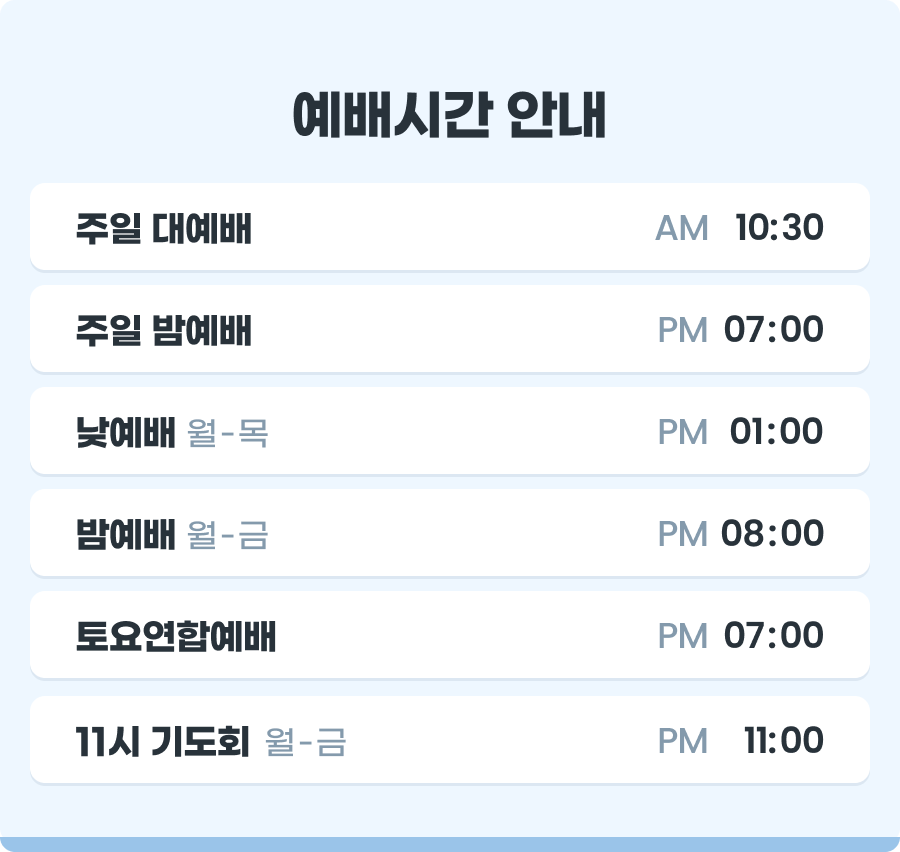 예배시간 안내
주일 대예배 AM 10:30
주일 밤예배 PM 07:00
낮예배 월-목 PM 01:00
밤예배 월-금 PM 08:00
토요연합예배 PM 07:00
11시 기도회 월-금 PM 11:00